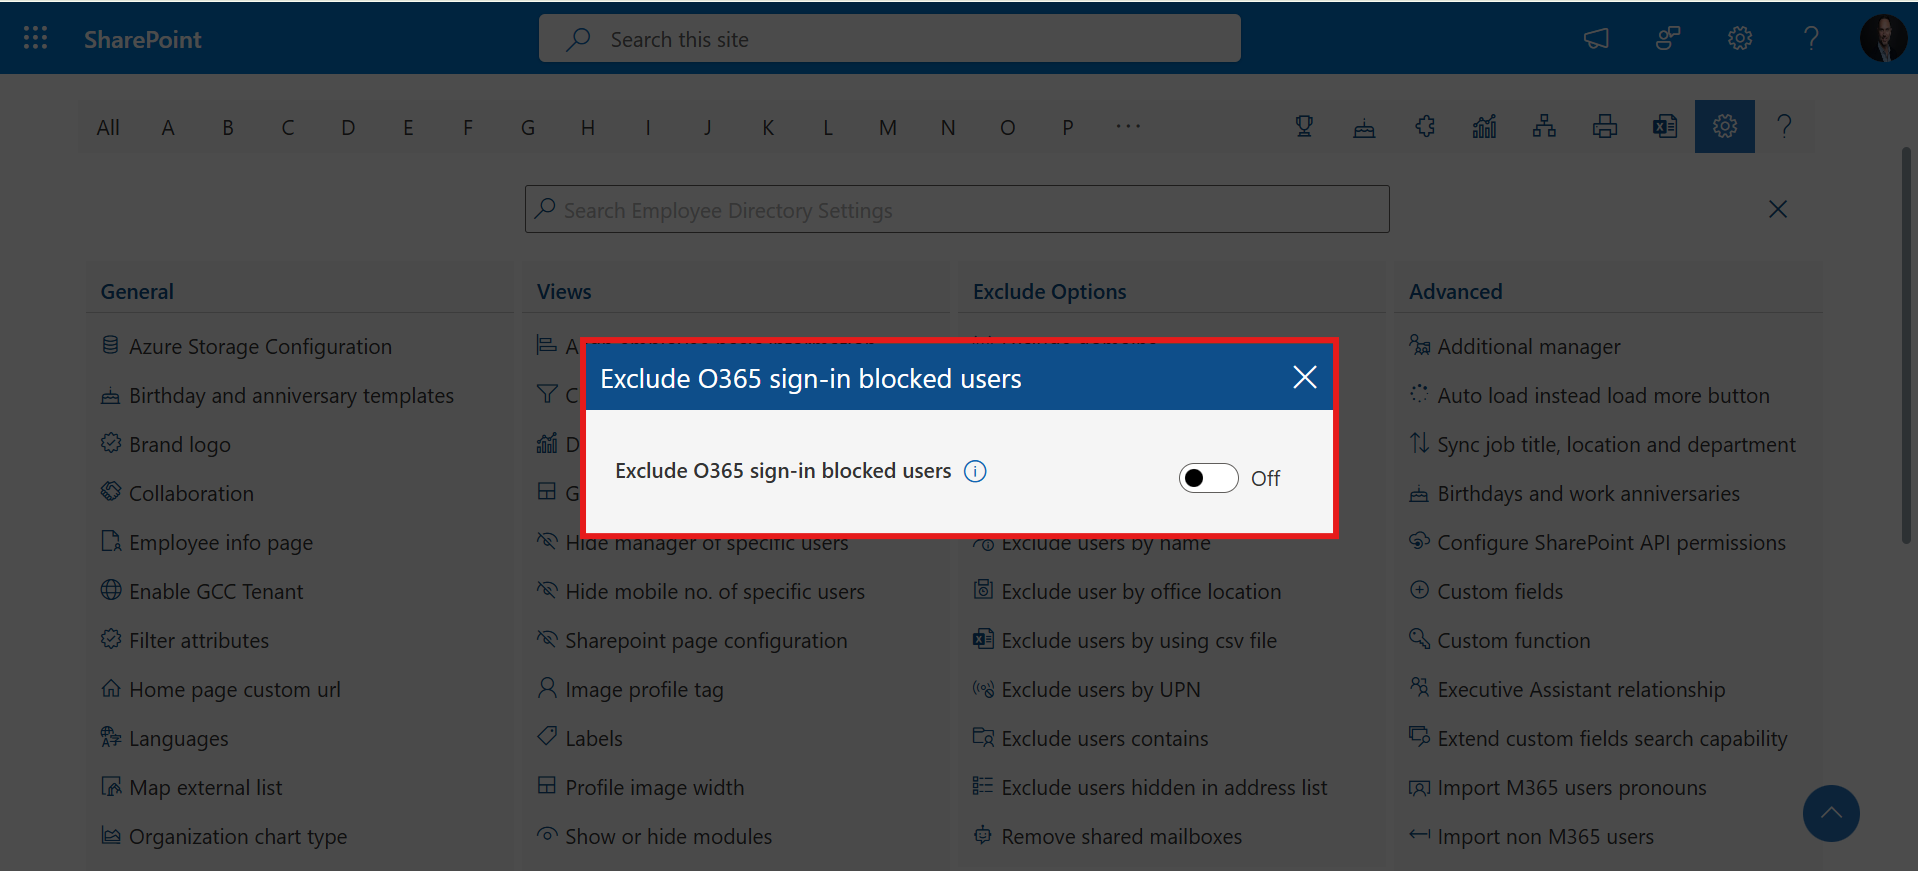 SharePoint
Search this site
All A B C D E F G H I J K L M N O P ...
Search Employee Directory Settings
General
Azure Storage Configuration
Birthday and anniversary templates
Brand logo
Collaboration
Employee info page
Enable GCC Tenant
Filter attributes
Home page custom url
Languages
Map external list
Organization chart type
Views
Hide manager of specific users
Hide mobile no. of specific users
Sharepoint page configuration
Image profile tag
Labels
Profile image width
Show or hide modules
Exclude Options
Exclude users by name
Exclude user by office location
Exclude users by using csv file
Exclude users by UPN
Exclude users contains
Exclude users hidden in address list
Remove shared mailboxes
Advanced
Additional manager
Auto load instead load more button
Sync job title, location and department
Birthdays and work anniversaries
Configure SharePoint API permissions
Custom fields
Custom function
Executive Assistant relationship
Extend custom fields search capability
Import M365 users pronouns
Import non M365 users
Exclude O365 sign-in blocked users
Exclude O365 sign-in blocked users
Off